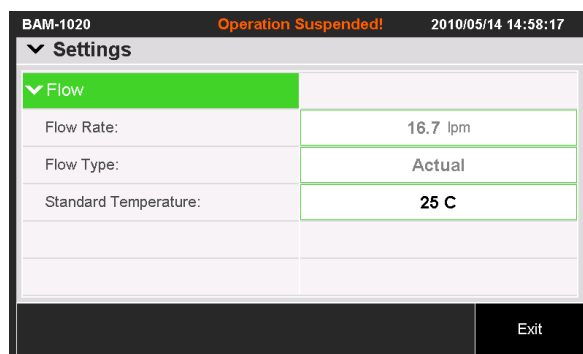 BAM-1020 Operation Suspended! 2010/05/14 14:58:17
Settings
Flow
Flow Rate: 16.7 lpm
Flow Type: Actual
Standard Temperature: 25 C
Exit